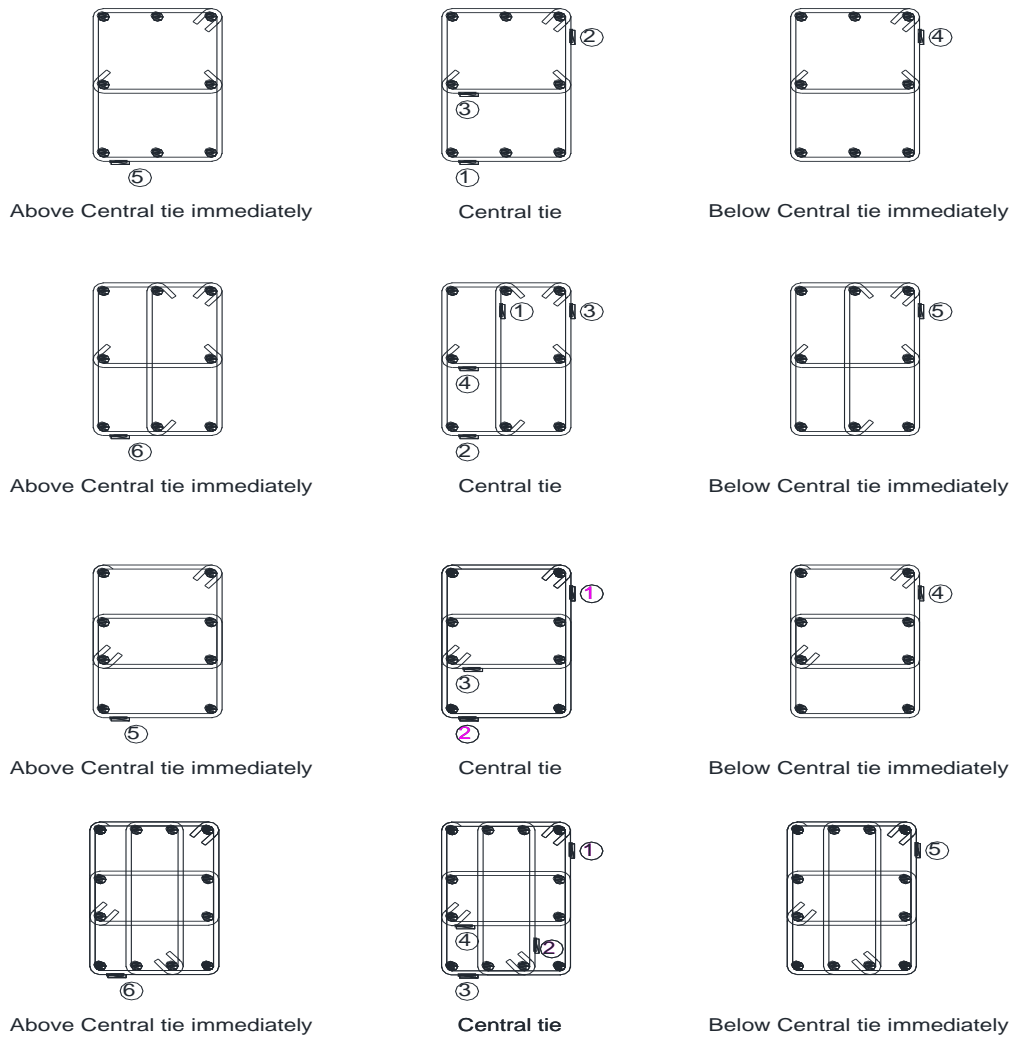 ②
④
③
⑤
①
Above Central tie immediately
Central tie
Below Central tie immediately
①
③
⑤
④
⑥
②
Above Central tie immediately
Central tie
Below Central tie immediately
1
④
③
⑤
2
Above Central tie immediately
Central tie
Below Central tie immediately
①
⑤
④
②
⑥
③
Above Central tie immediately
Central tie
Below Central tie immediately